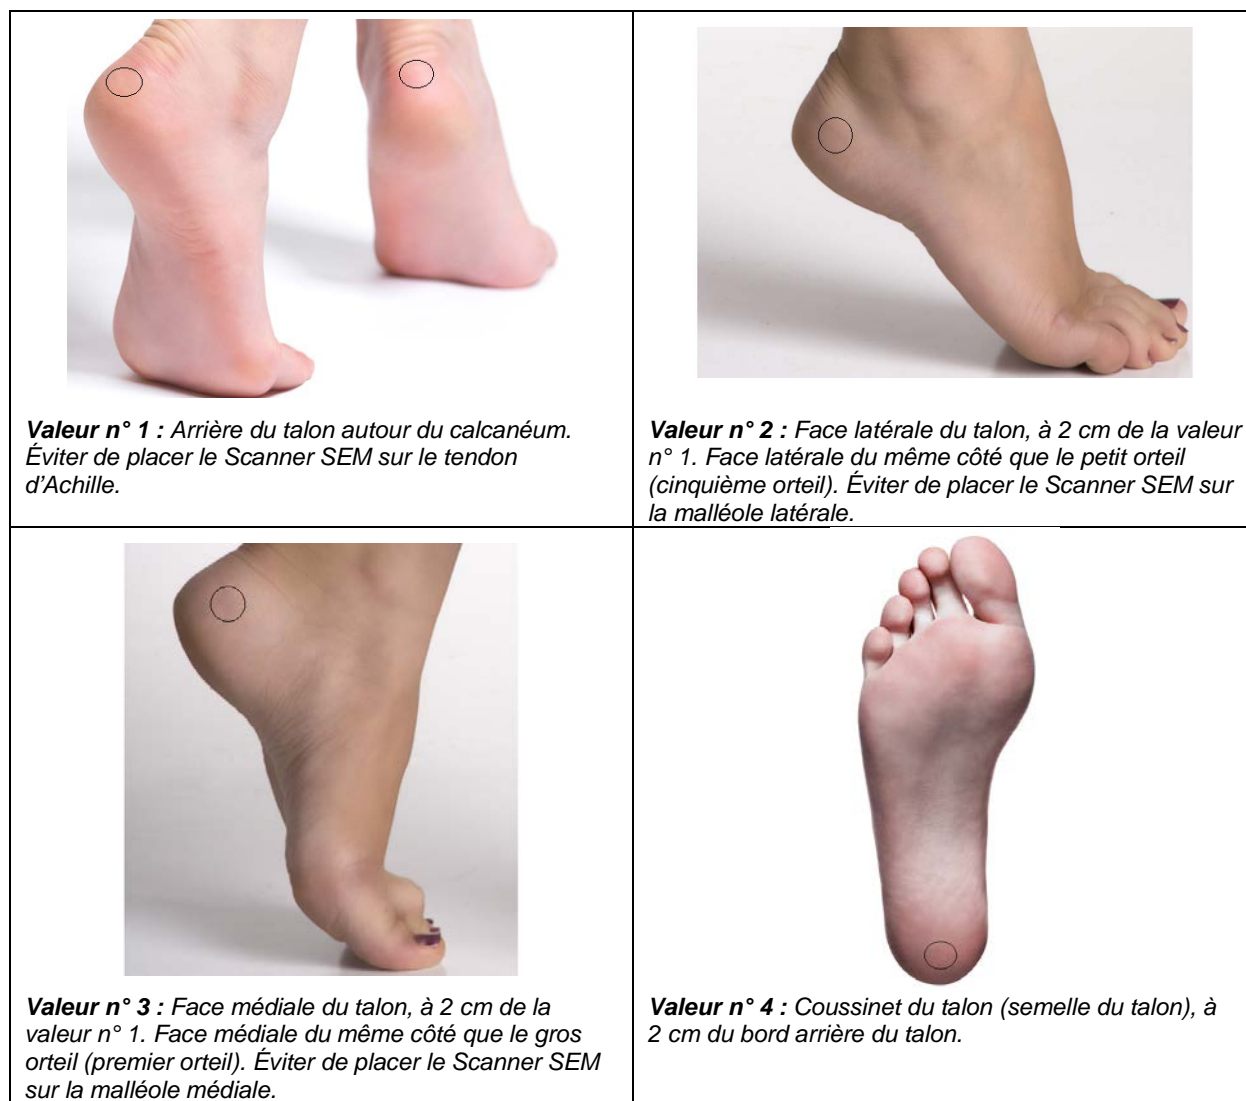 Valeur n° 1 : Arrière du talon autour du calcanéum.
Éviter de placer le Scanner SEM sur le tendon
d’Achille.
Valeur n° 2 : Face latérale du talon, à 2 cm de la valeur
n° 1. Face latérale du même côté que le petit orteil
(cinquième orteil). Éviter de placer le Scanner SEM sur
la malléole latérale.
Valeur n° 3 : Face médiale du talon, à 2 cm de la
valeur n° 1. Face médiale du même côté que le gros
orteil (premier orteil). Éviter de placer le Scanner SEM
sur la malléole médiale.
Valeur n° 4 : Coussinet du talon (semelle du talon), à
2 cm du bord arrière du talon.